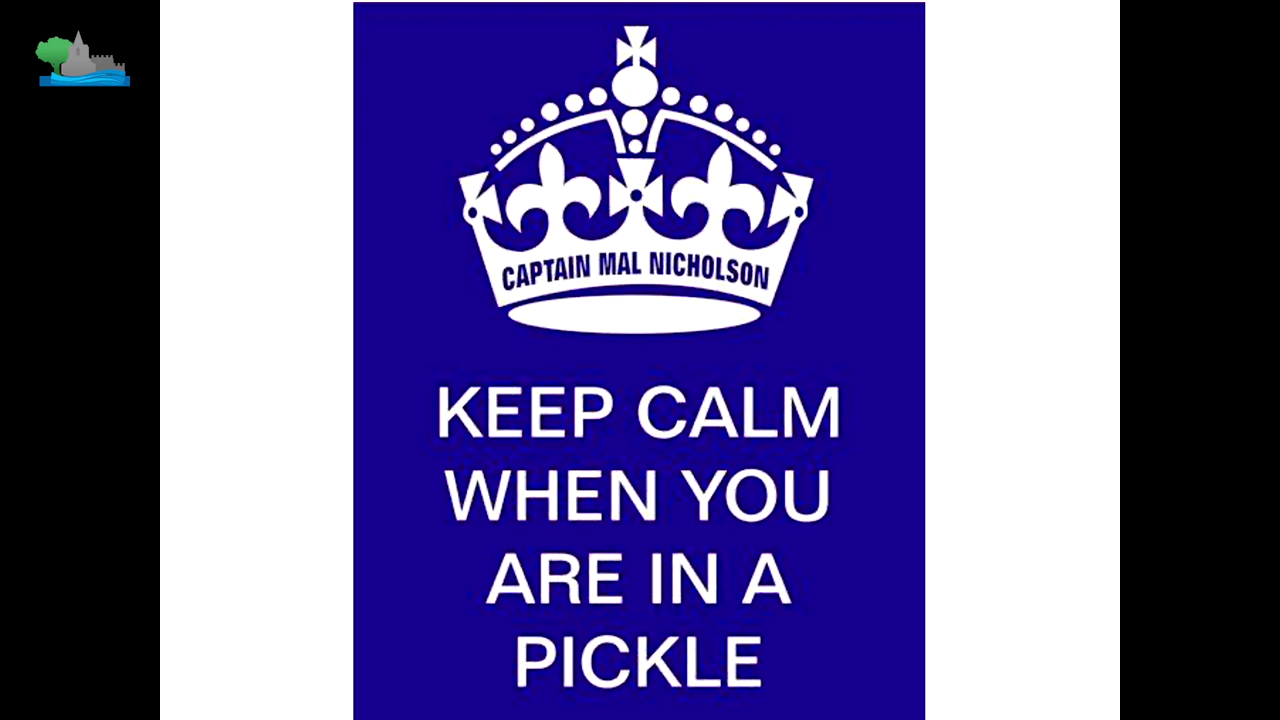 CAPTAIN MAL NICHOLSON
KEEP CALM
WHEN YOU
ARE IN A
PICKLE